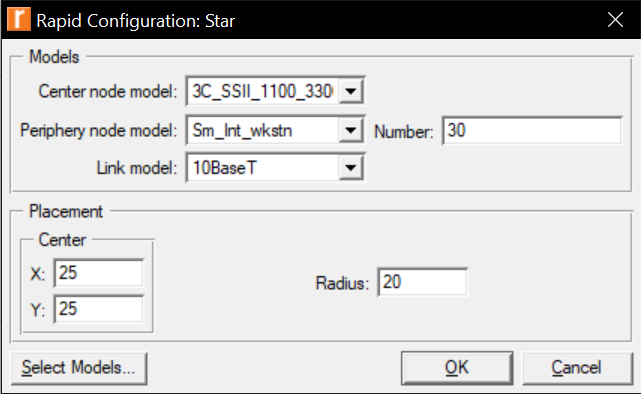 Rapid Configuration: Star
Models
Center node model: 3C_SSII_1100_330
Periphery node model: Sm_Int_wkstn Number: 30
Link model: 10BaseT
Placement
Center
X: 25
Radius: 20
Y: 25
Select Models... OK Cancel